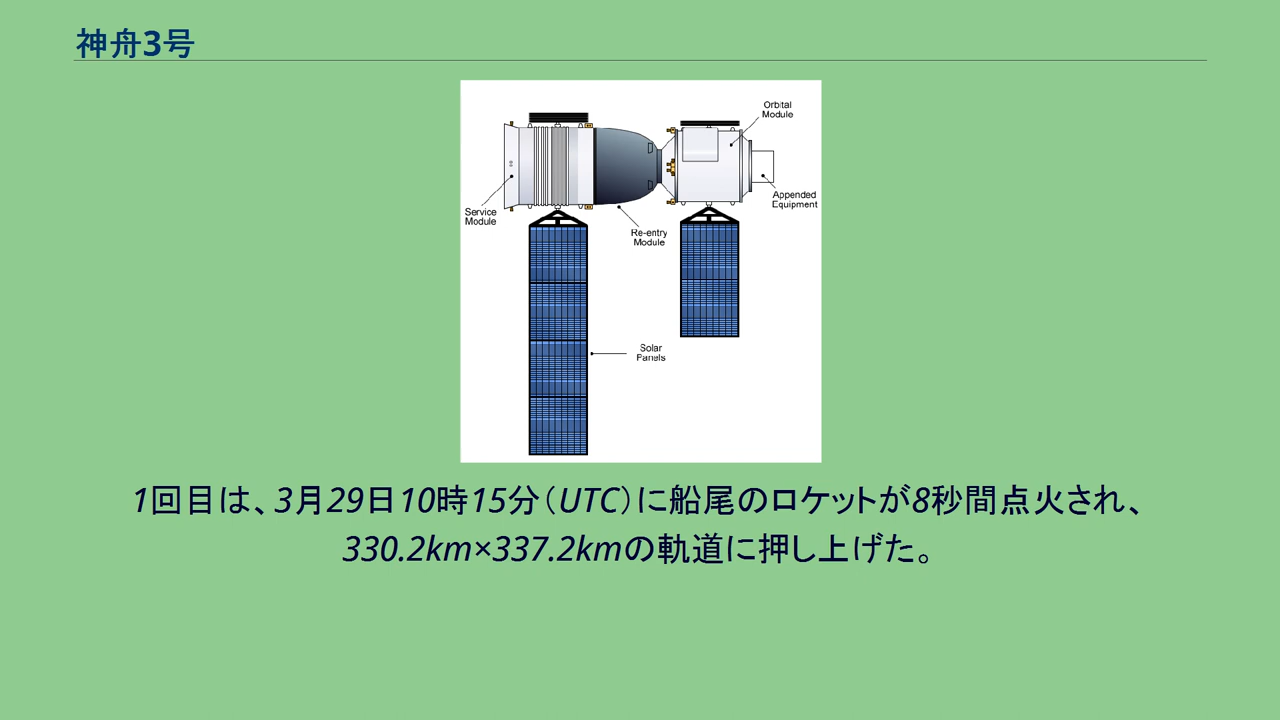 神舟3号
Orbital
Module
Appended
Equipment
Service
Module
Re-entry
Module
Solar
Panels
1回目は、3月29日10時15分（UTC）に船尾のロケットが8秒間点火され、
330.2km×337.2kmの軌道に押し上げた。